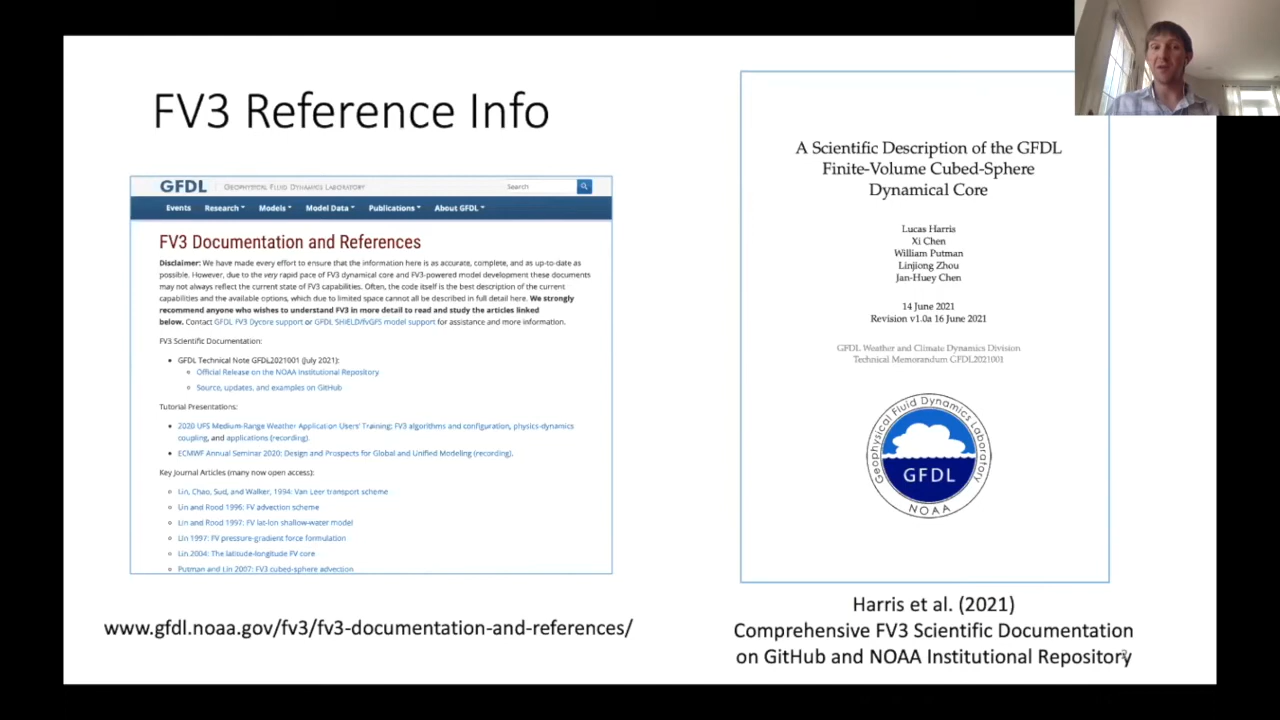 FV3 Reference Info
GFDL
GEOPHYSICAL FLUID DYNAMICS LABORATORY
Search
Events
Research
Models
Model Data
Publications
About GFDL
FV3 Documentation and References
Disclaimer: We have made every effort to ensure that the information here is as accurate, complete, and as up-to-date as
possible. However, due to the very rapid pace of FV3 dynamical core and FV3-powered model development these documents
may not always reflect the current state of FV3 capabilities. Often, the code itself is the best description of the current
capabilities and the available options, which due to limited space cannot all be described in full detail here. We strongly
recommend anyone who wishes to understand FV3 in more detail to read and study the articles linked
below. Contact GFDL FV3 Dycore support or GFDL SHiELD/fvGFS model support for assistance and more information.
FV3 Scientific Documentation:
GFDL Technical Note GFDL2021001 (July 2021):
Official Release on the NOAA Institutional Repository
Source, updates, and examples on GitHub
Tutorial Presentations:
2020 UFS Medium-Range Weather Application Users' Training: FV3 algorithms and configuration, physics-dynamics
coupling, and applications (recording).
ECMWF Annual Seminar 2020: Design and Prospects for Global and Unified Modeling (recording).
Key Journal Articles (many now open access):
Lin, Chao, Sud, and Walker, 1994: Van Leer transport scheme
Lin and Rood 1996: FV advection scheme
Lin and Rood 1997: FV lat-lon shallow-water model
Lin 1997: FV pressure-gradient force formulation
Lin 2004: The latitude-longitude FV core
Putman and Lin 2007: FV3 cubed-sphere advection
www.gfdl.noaa.gov/fv3/fv3-documentation-and-references/
A Scientific Description of the GFDL
Finite-Volume Cubed-Sphere
Dynamical Core
Lucas Harris
Xi Chen
William Putman
Linjiong Zhou
Jan-Huey Chen
14 June 2021
Revision v1.0a 16 June 2021
GFDL Weather and Climate Dynamics Division
Technical Memorandum GFDL2021001
Geophysical Fluid Dynamics Laboratory
GFDL
NOAA
Harris et al. (2021)
Comprehensive FV3 Scientific Documentation
on GitHub and NOAA Institutional Repository